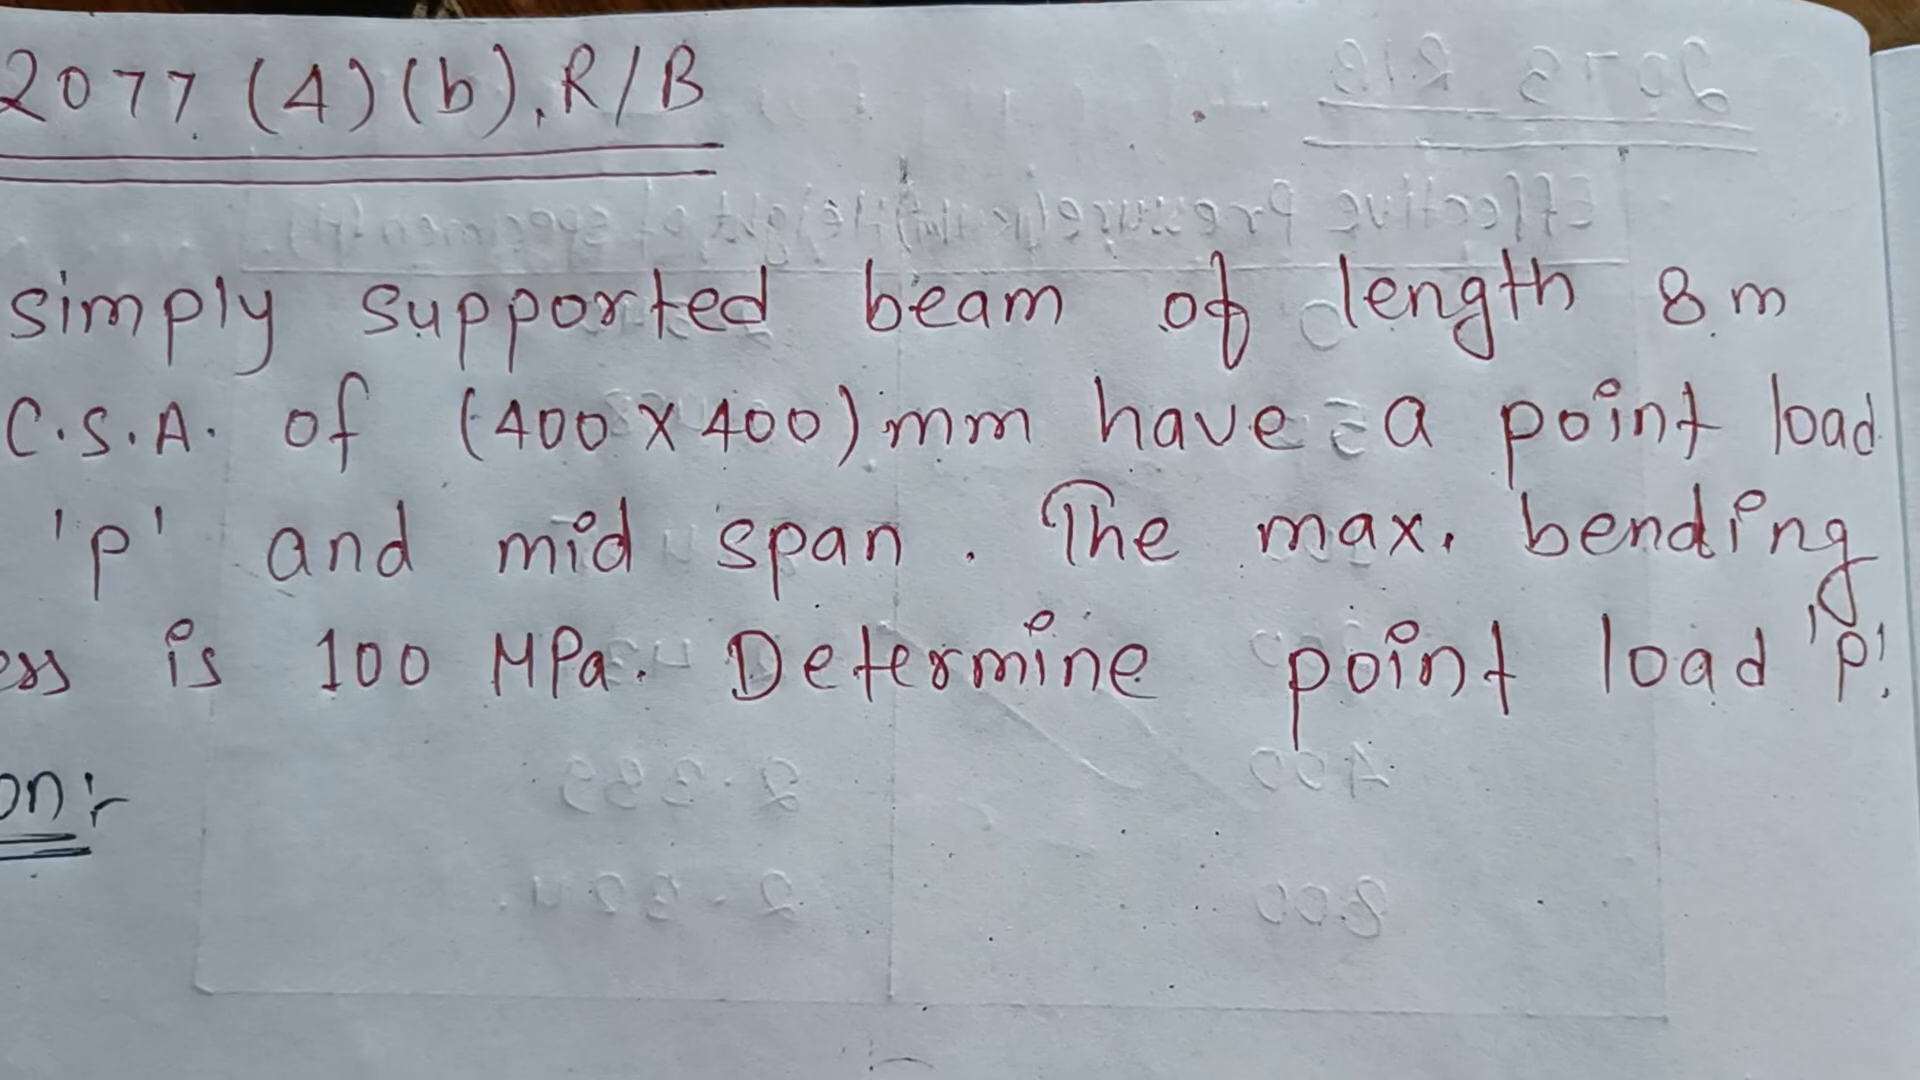 2077 (4)(b), R/B
simply supported beam of length 8 m
C.S.A. of (400 x 400) mm have a point load
'p' and mid span. The max. bending
ess is 100 MPa. Determine point load 'p'.
on:-